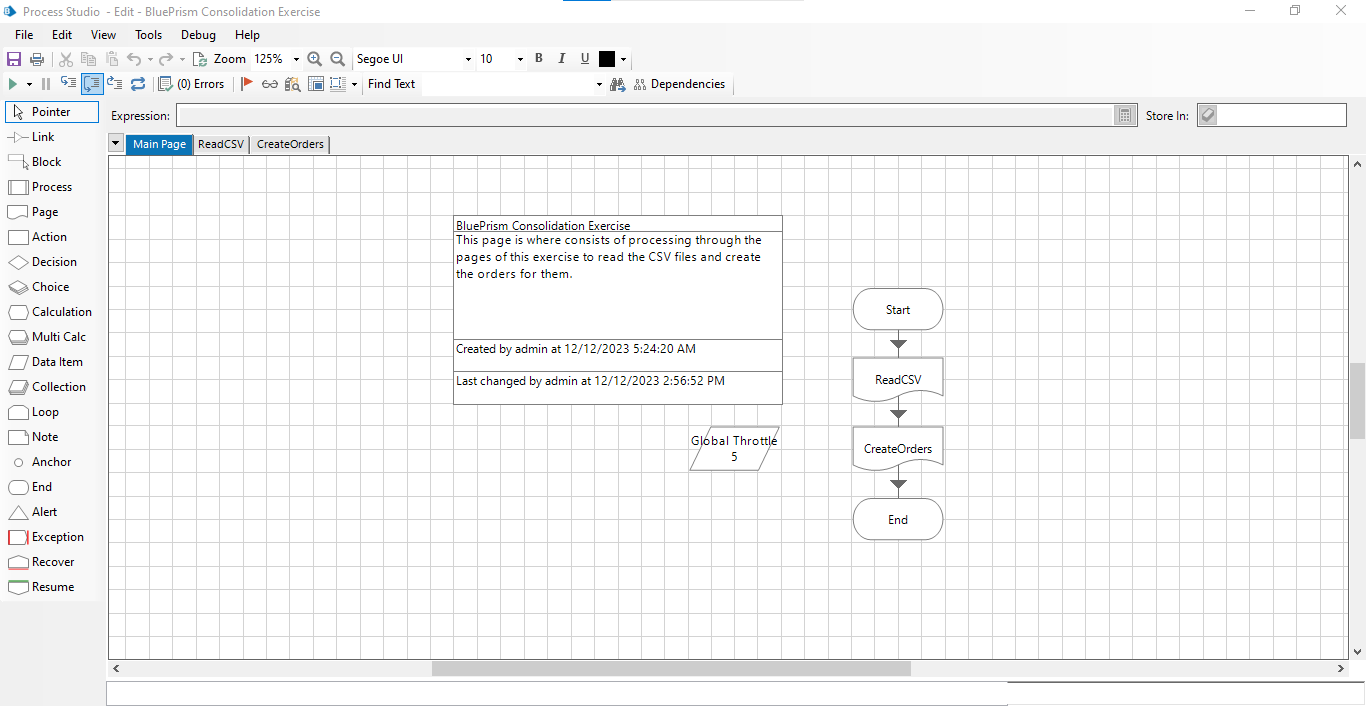 Process Studio - Edit - BluePrism Consolidation Exercise
File Edit View Tools Debug Help
Zoom 125% Segoe UI 10 B I U
(0) Errors Find Text Dependencies
Pointer
Link
Block
Process
Page
Action
Decision
Choice
Calculation
Multi Calc
Data Item
Collection
Loop
Note
Anchor
End
Alert
Exception
Recover
Resume
Expression: Store In:
Main Page ReadCSV CreateOrders
BluePrism Consolidation Exercise
This page is where consists of processing through the
pages of this exercise to read the CSV files and create
the orders for them.
Created by admin at 12/12/2023 5:24:20 AM
Last changed by admin at 12/12/2023 2:56:52 PM
Global Throttle
5
Start
ReadCSV
CreateOrders
End